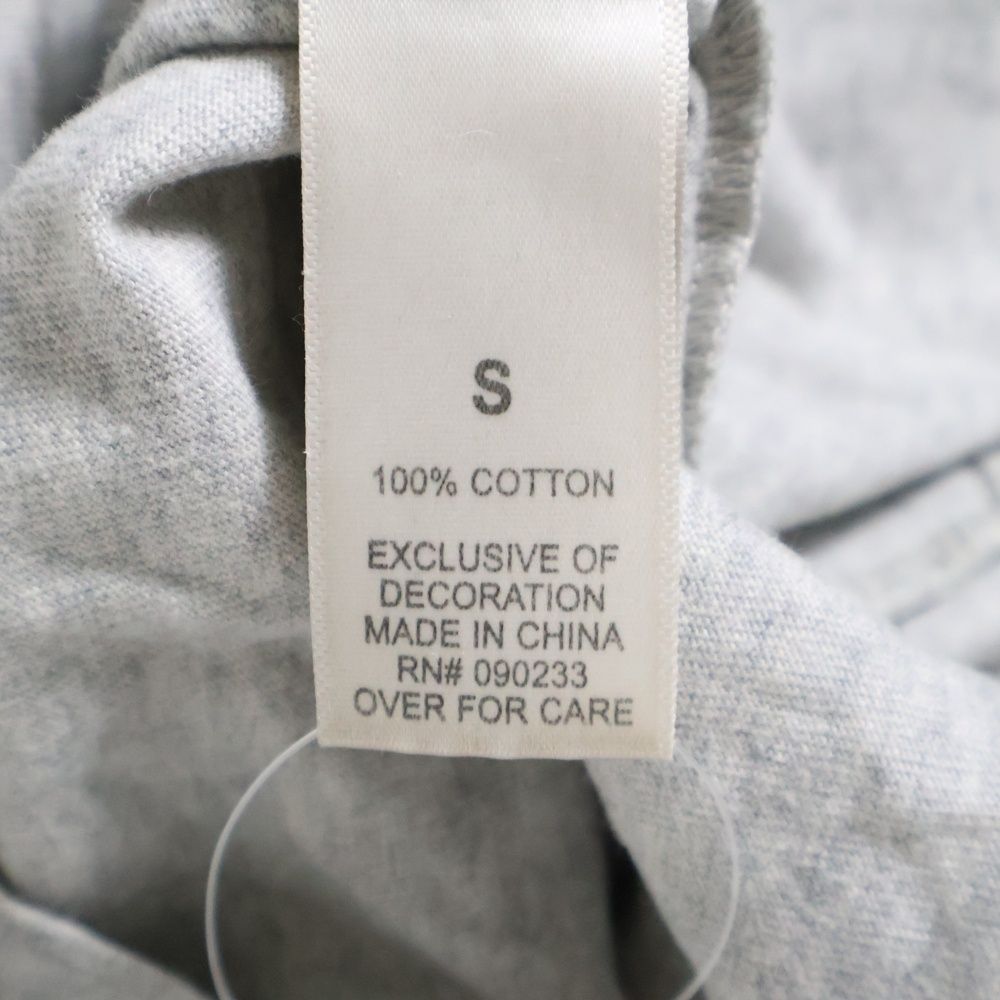 S
100% COTTON
EXCLUSIVE OF
DECORATION
MADE IN CHINA
RN# 090233
OVER FOR CARE